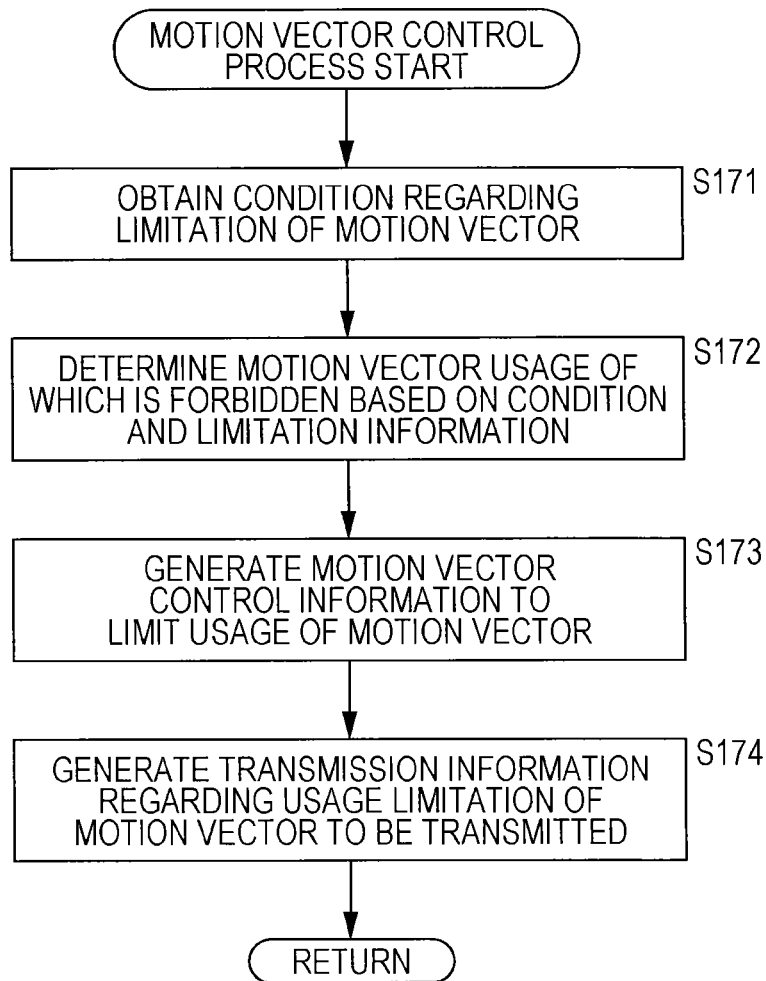 MOTION VECTOR CONTROL
PROCESS START
S171
OBTAIN CONDITION REGARDING
LIMITATION OF MOTION VECTOR
S172
DETERMINE MOTION VECTOR USAGE OF
WHICH IS FORBIDDEN BASED ON CONDITION
AND LIMITATION INFORMATION
S173
GENERATE MOTION VECTOR
CONTROL INFORMATION TO
LIMIT USAGE OF MOTION VECTOR
S174
GENERATE TRANSMISSION INFORMATION
REGARDING USAGE LIMITATION OF
MOTION VECTOR TO BE TRANSMITTED
RETURN